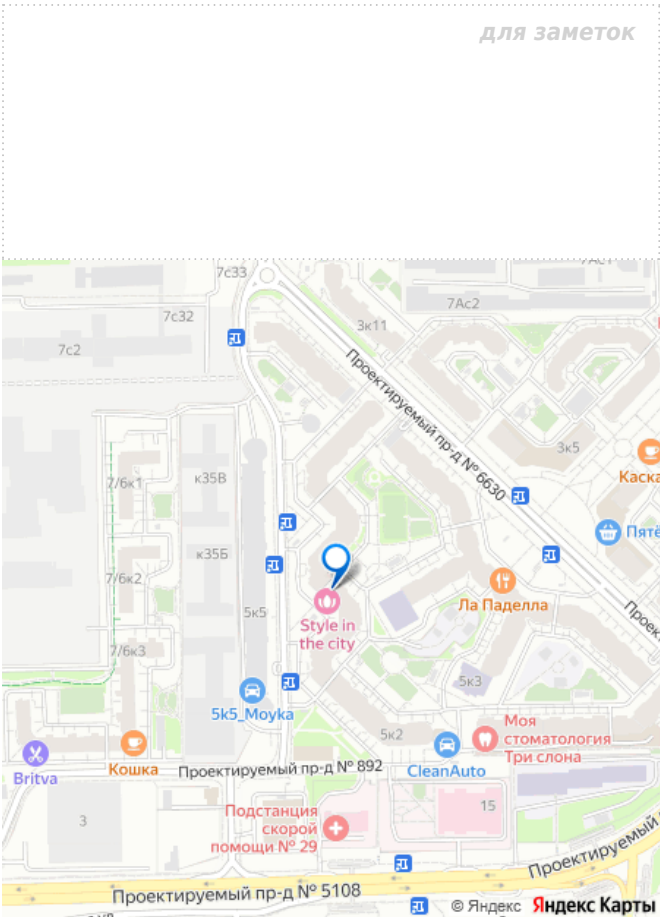 для заметок
7с33
7с32
7Ас2
3к11
7с2
Проектируемый пр-д № 6630
3к5
Каска
7/6к1
к35В
Пятё
к35Б
7/6к2
Ла Паделла
5к5
Style in
the city
Проек
7/6к3
5к3
5k5_Moyka
5к2
Моя
стоматология
Три слона
CleanAuto
Britva
Кошка
Проектируемый пр-д № 892
15
3
Подстанция
скорой
помощи № 29
Проектируемый
Проектируемый пр-д № 5108
© Яндекс Яндекс Карты